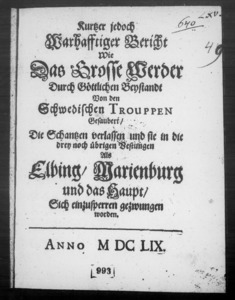 Kurtzer jedoch
Warhafftiger Bericht
Wie
Das Grosse Werder
Durch Göttlichen Beystandt
Von den
Schwedischen Trouppen
Gesäubert/
Die Schantzen verlassen und sie in die
drey noch übrigen Vestungen
Als
Elbing/ Marienburg
und das Haupt/
Sich einzusperren gezwungen
worden.
Anno M DC LIX.
[993]